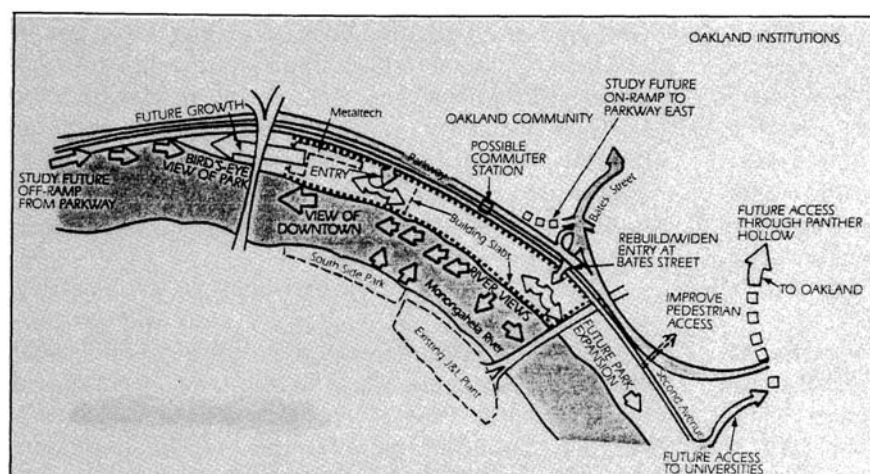 OAKLAND INSTITUTIONS
STUDY FUTURE
ON-RAMP TO
PARKWAY EAST
Metaltech
FUTURE GROWTH
OAKLAND COMMUNITY
POSSIBLE
COMMUTER
STATION
Parkway
Bates Street
ENTRY
BIRD'S-EYE
VIEW OF PARK
STUDY FUTURE
OFF-RAMP
FROM PARKWAY
FUTURE ACCESS
THROUGH PANTHER
HOLLOW
VIEW OF
DOWNTOWN
Building Sites
REBUILD/WIDEN
ENTRY AT
BATES STREET
TO OAKLAND
South Side Park
RIVER VIEWS
Monongahela River
IMPROVE
PEDESTRIAN
ACCESS
Existing J&L Plant
FUTURE PARK
EXPANSION
Second Avenue
FUTURE ACCESS
TO UNIVERSITIES